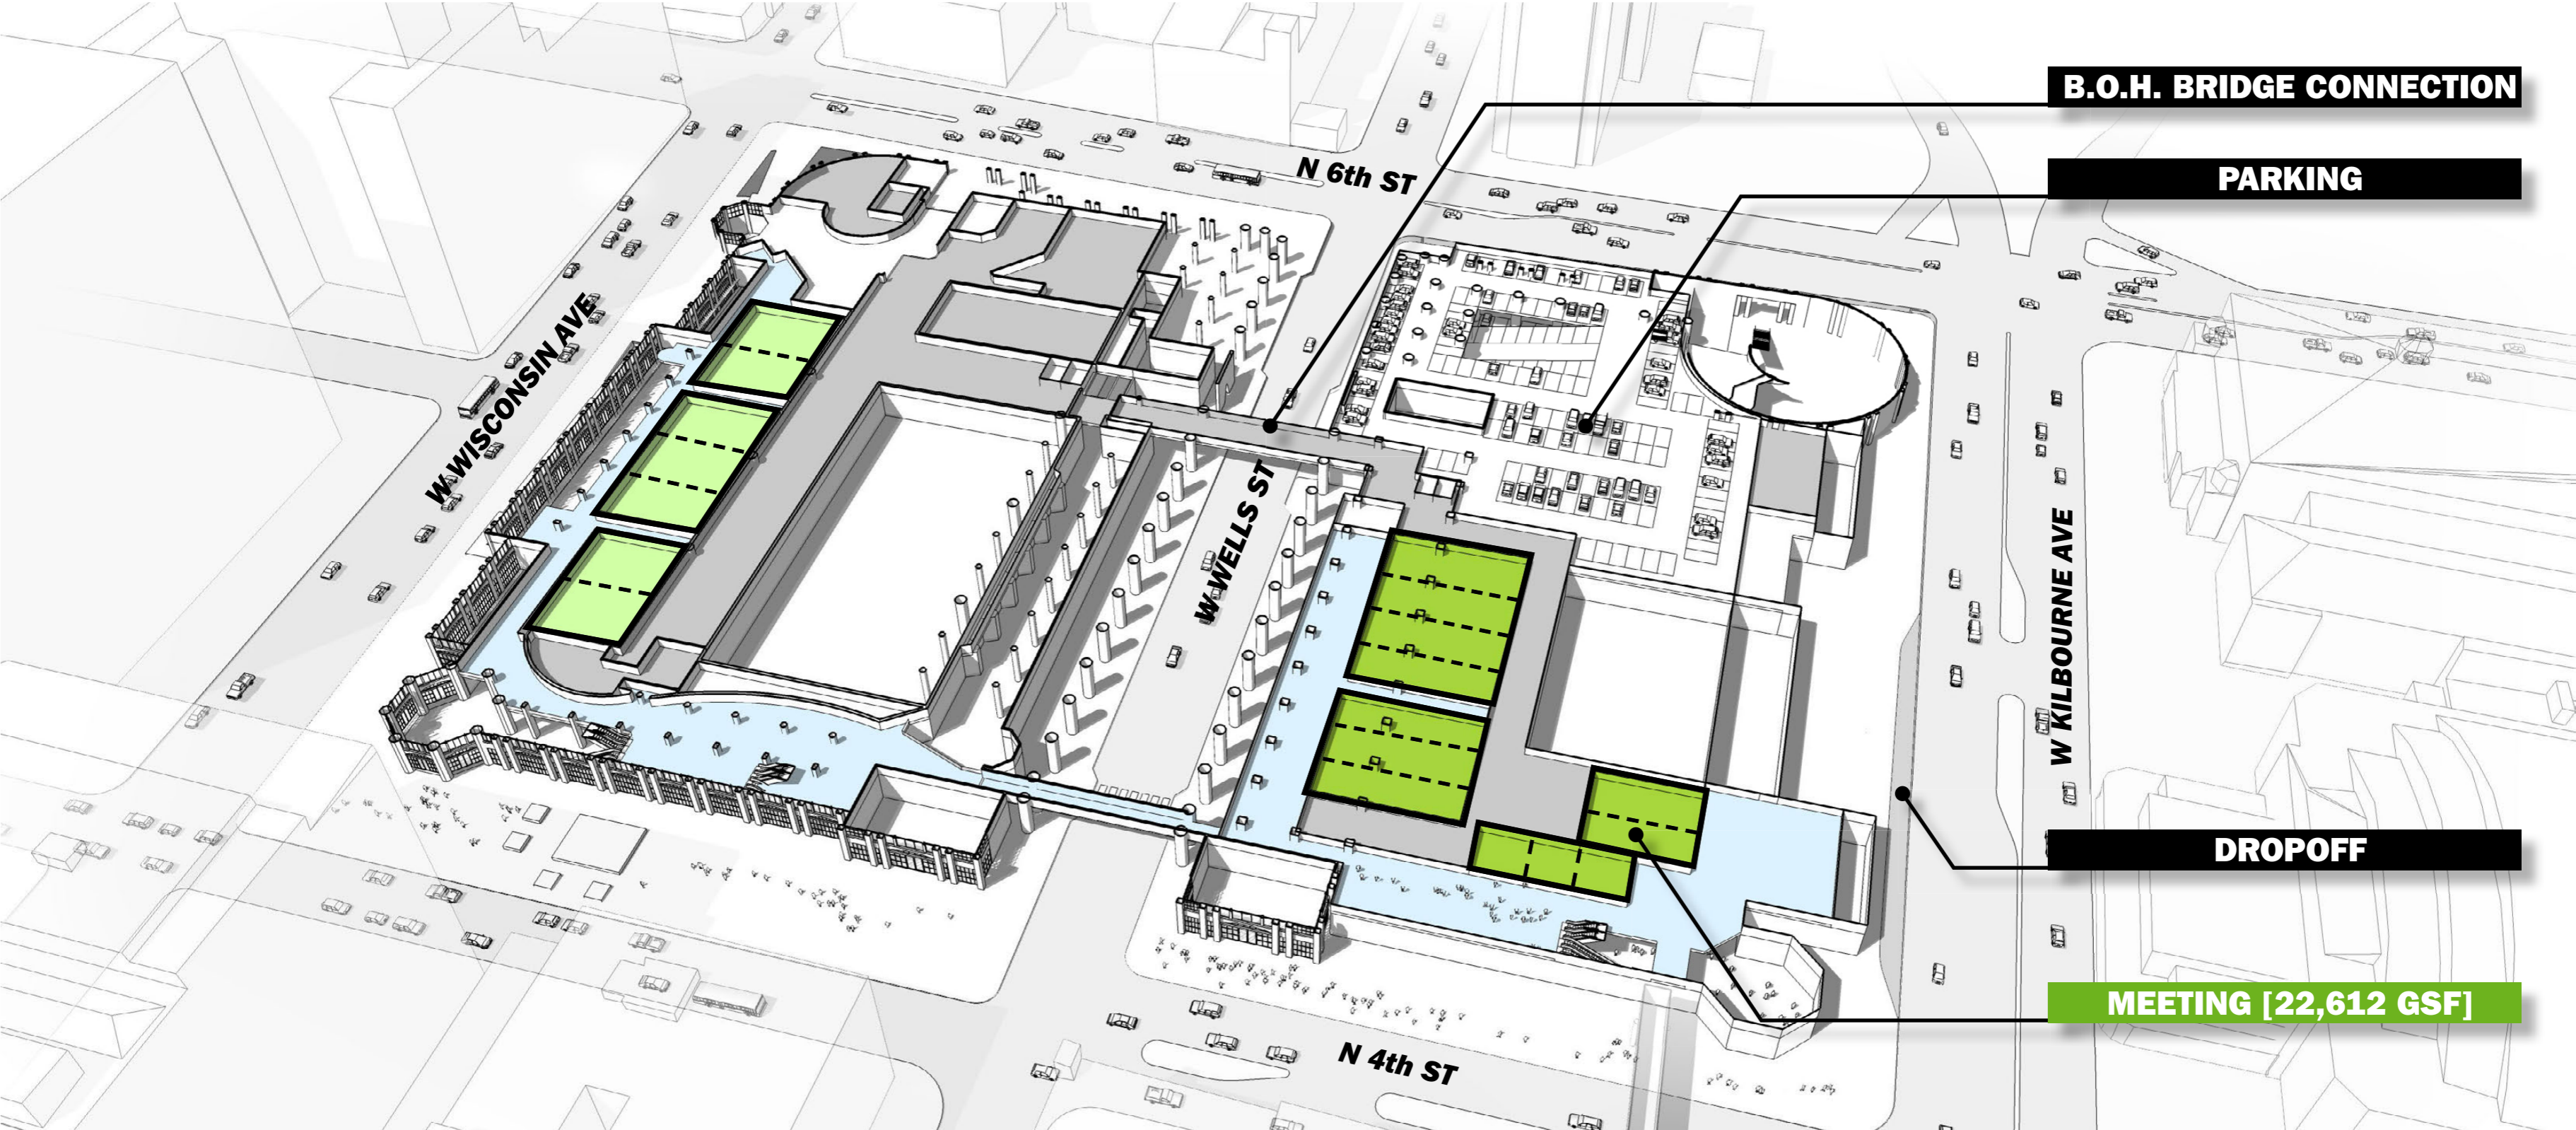 B.O.H. BRIDGE CONNECTION
N 6th ST
PARKING
W WISCONSIN AVE
W WELLS ST
W KILBOURNE AVE
DROPOFF
MEETING [22,612 GSF]
N 4th ST